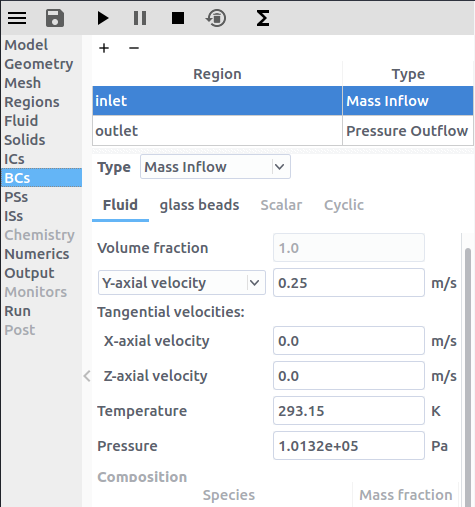 Model
Geometry
Mesh
Regions
Fluid
Solids
ICs
BCs
PSs
ISs
Chemistry
Numerics
Output
Monitors
Run
Post
Region Type
inlet Mass Inflow
outlet Pressure Outflow
Type Mass Inflow
Fluid glass beads Scalar Cyclic
Volume fraction 1.0
Y-axial velocity 0.25 m/s
Tangential velocities:
X-axial velocity 0.0 m/s
Z-axial velocity 0.0 m/s
Temperature 293.15 K
Pressure 1.0132e+05 Pa
Composition
Species Mass fraction